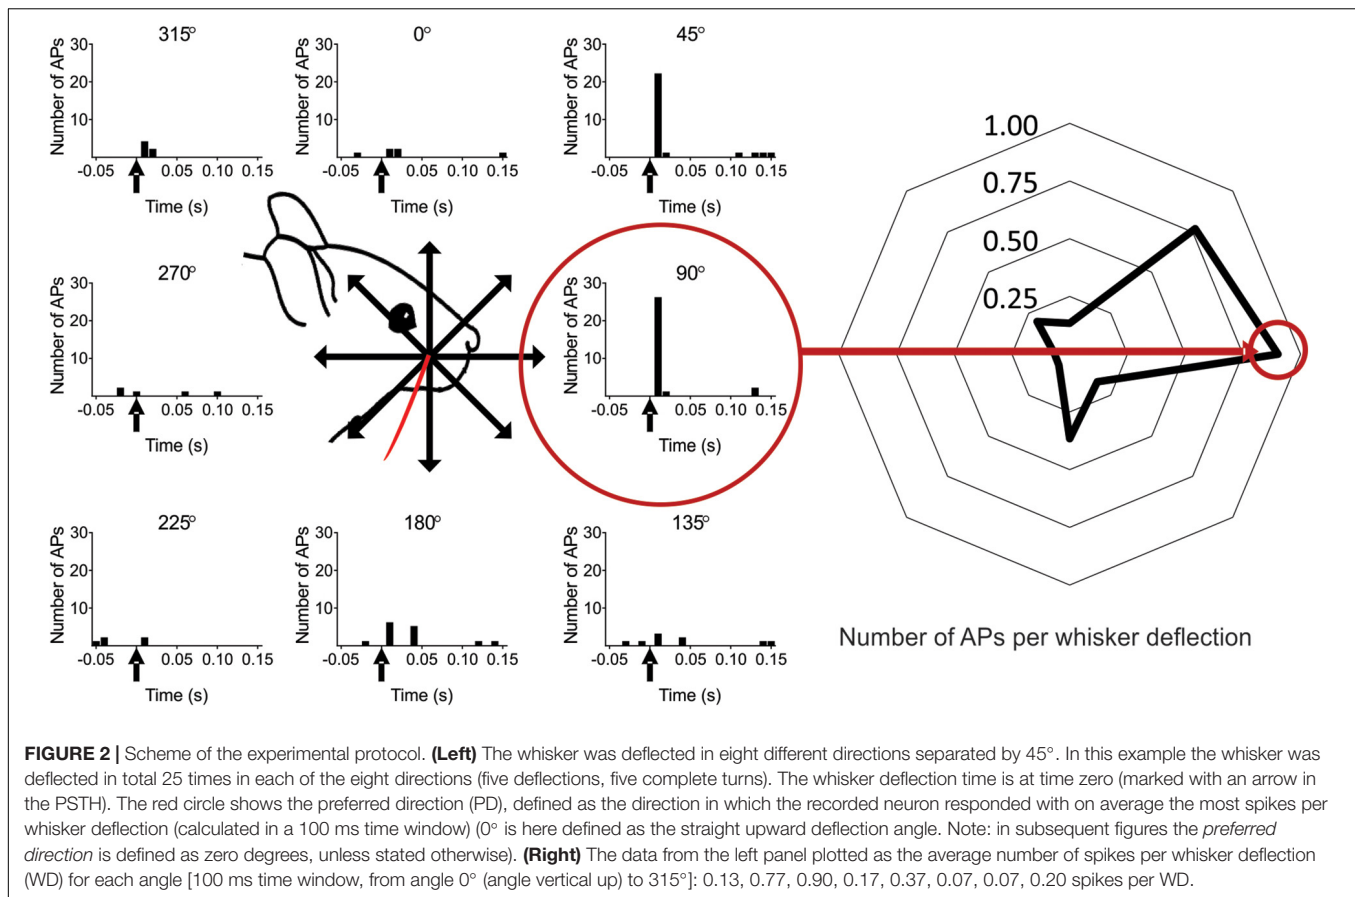 315°
0°
45°
Number of APs
30
20
10
-0.05 0.05 0.10 0.15
Time (s)
Number of APs
30
20
10
-0.05 0.05 0.10 0.15
Time (s)
Number of APs
30
20
10
-0.05 0.05 0.10 0.15
Time (s)
270°
90°
Number of APs
30
20
10
-0.05 0.05 0.10 0.15
Time (s)
Number of APs
30
20
10
-0.05 0.05 0.10 0.15
Time (s)
225°
180°
135°
Number of APs
30
20
10
-0.05 0.05 0.10 0.15
Time (s)
Number of APs
30
20
10
-0.05 0.05 0.10 0.15
Time (s)
Number of APs
30
20
10
-0.05 0.05 0.10 0.15
Time (s)
1.00
0.75
0.50
0.25
Number of APs per whisker deflection
FIGURE 2 | Scheme of the experimental protocol. (Left) The whisker was deflected in eight different directions separated by 45°. In this example the whisker was
deflected in total 25 times in each of the eight directions (five deflections, five complete turns). The whisker deflection time is at time zero (marked with an arrow in
the PSTH). The red circle shows the preferred direction (PD), defined as the direction in which the recorded neuron responded with on average the most spikes per
whisker deflection (calculated in a 100 ms time window) (0° is here defined as the straight upward deflection angle. Note: in subsequent figures the preferred
direction is defined as zero degrees, unless stated otherwise). (Right) The data from the left panel plotted as the average number of spikes per whisker deflection
(WD) for each angle [100 ms time window, from angle 0° (angle vertical up) to 315°]: 0.13, 0.77, 0.90, 0.17, 0.37, 0.07, 0.07, 0.20 spikes per WD.